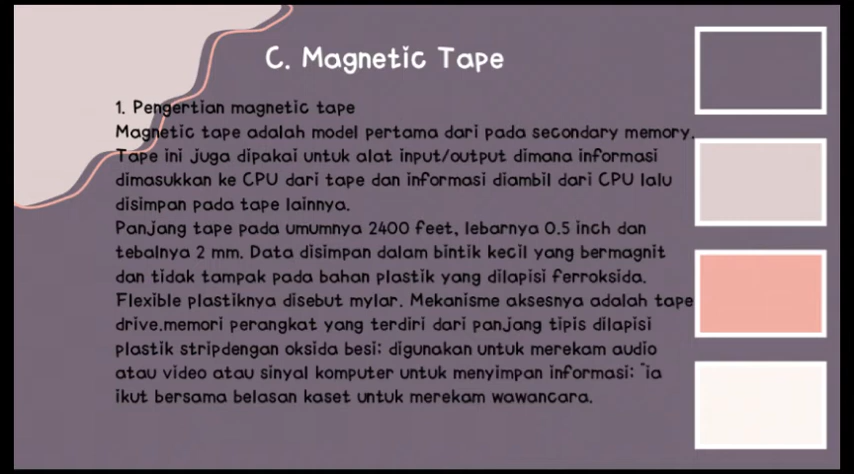 C. Magnetic Tape
1. Pengertian magnetic tape
Magnetic tape adalah model pertama dari pada secondary memory.
Tape ini juga dipakai untuk alat input/output dimana informasi
dimasukkan ke CPU dari tape dan informasi diambil dari CPU lalu
disimpan pada tape lainnya.
Panjang tape pada umumnya 2400 feet, lebarnya 0.5 inch dan
tebalnya 2 mm. Data disimpan dalam bintik kecil yang bermagnit
dan tidak tampak pada bahan plastik yang dilapisi ferroksida.
Flexible plastiknya disebut mylar. Mekanisme aksesnya adalah tape
drive.memori perangkat yang terdiri dari panjang tipis dilapisi
plastik stripdengan oksida besi; digunakan untuk merekam audio
atau video atau sinyal komputer untuk menyimpan informasi: "ia
ikut bersama belasan kaset untuk merekam wawancara.